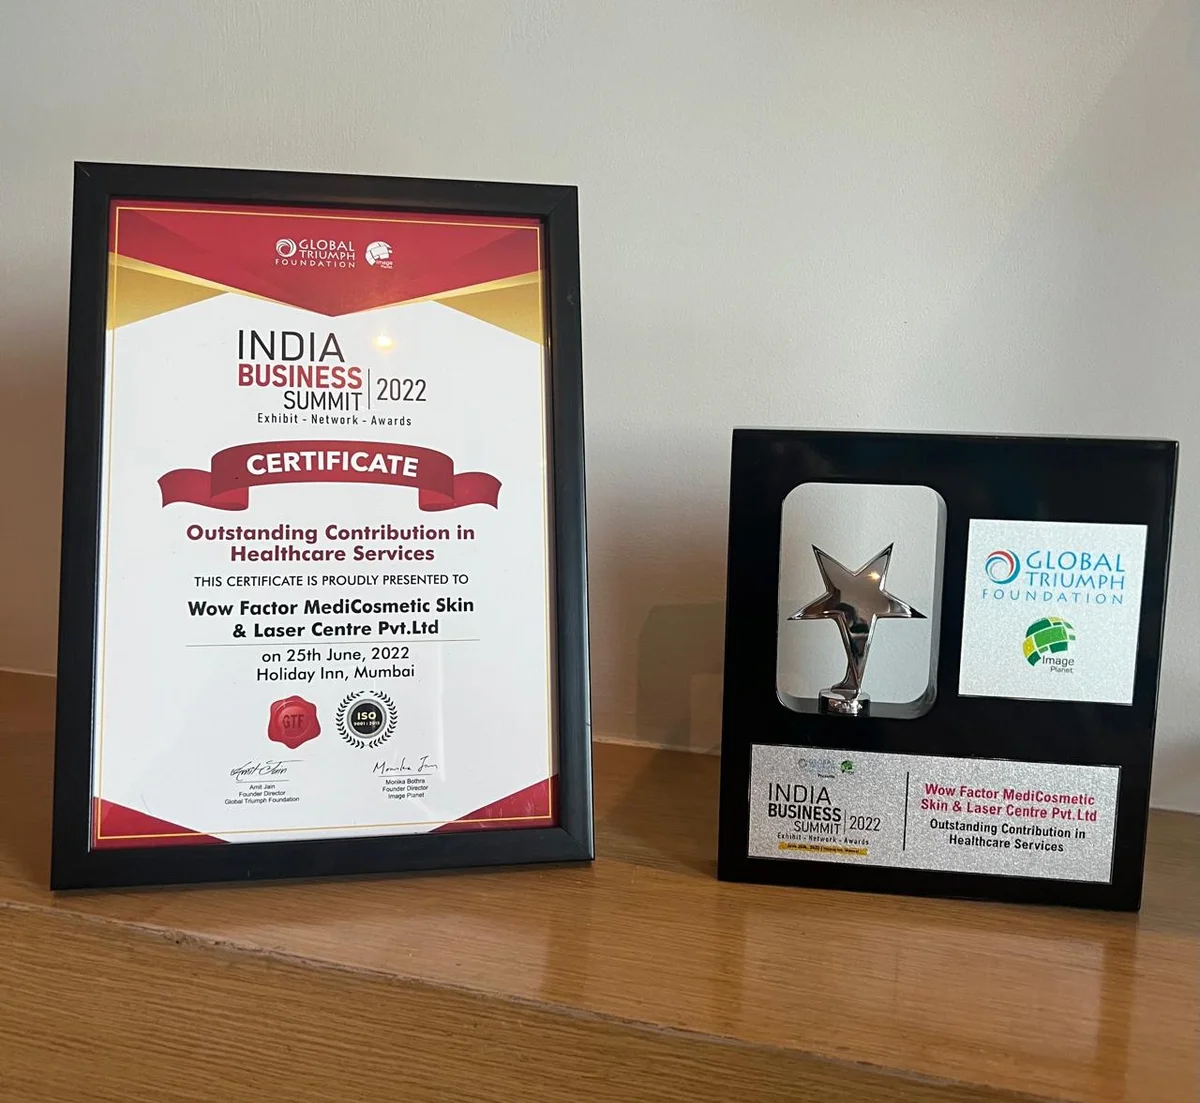 GLOBAL
TRIUMPH
FOUNDATION
Image
Planet
INDIA
BUSINESS
SUMMIT 2022
Exhibit - Network - Awards
CERTIFICATE
Outstanding Contribution in
Healthcare Services
THIS CERTIFICATE IS PROUDLY PRESENTED TO
Wow Factor MediCosmetic Skin
& Laser Centre Pvt.Ltd
on 25th June, 2022
Holiday Inn, Mumbai
GTF
ISO
9001:2015
Amit Jain
Founder Director
Global Triumph Foundation
Monika Bothra
Founder Director
Image Planet
GLOBAL
TRIUMPH
FOUNDATION
Image
Planet
INDIA
BUSINESS
SUMMIT 2022
Exhibit - Network - Awards
Wow Factor MediCosmetic
Skin & Laser Centre Pvt.Ltd
Outstanding Contribution in
Healthcare Services